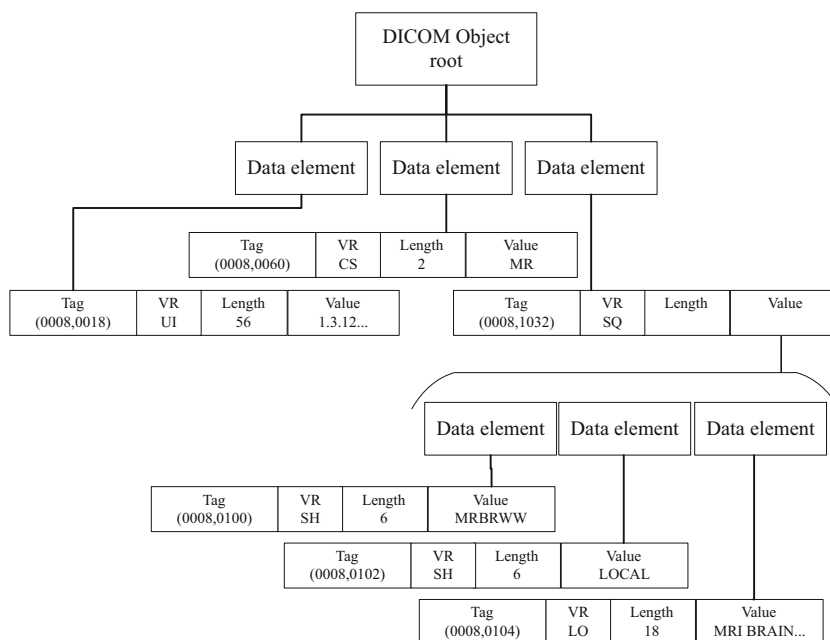 DICOM Object
root
Data element
Data element
Data element
Tag
(0008,0060)
VR
CS
Length
2
Value
MR
Tag
(0008,0018)
VR
UI
Length
56
Value
1.3.12...
Tag
(0008,1032)
VR
SQ
Length
Value
Data element
Data element
Data element
Tag
(0008,0100)
VR
SH
Length
6
Value
MRBRWW
Tag
(0008,0102)
VR
SH
Length
6
Value
LOCAL
Tag
(0008,0104)
VR
LO
Length
18
Value
MRI BRAIN...